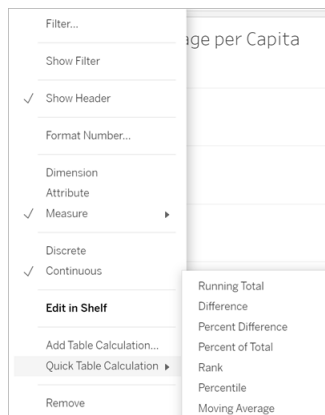 Filter...
age per Capita
Show Filter
Show Header
Format Number...
Dimension
Attribute
Measure
Discrete
Continuous
Edit in Shelf
Add Table Calculation...
Quick Table Calculation
Remove
Running Total
Difference
Percent Difference
Percent of Total
Rank
Percentile
Moving Average